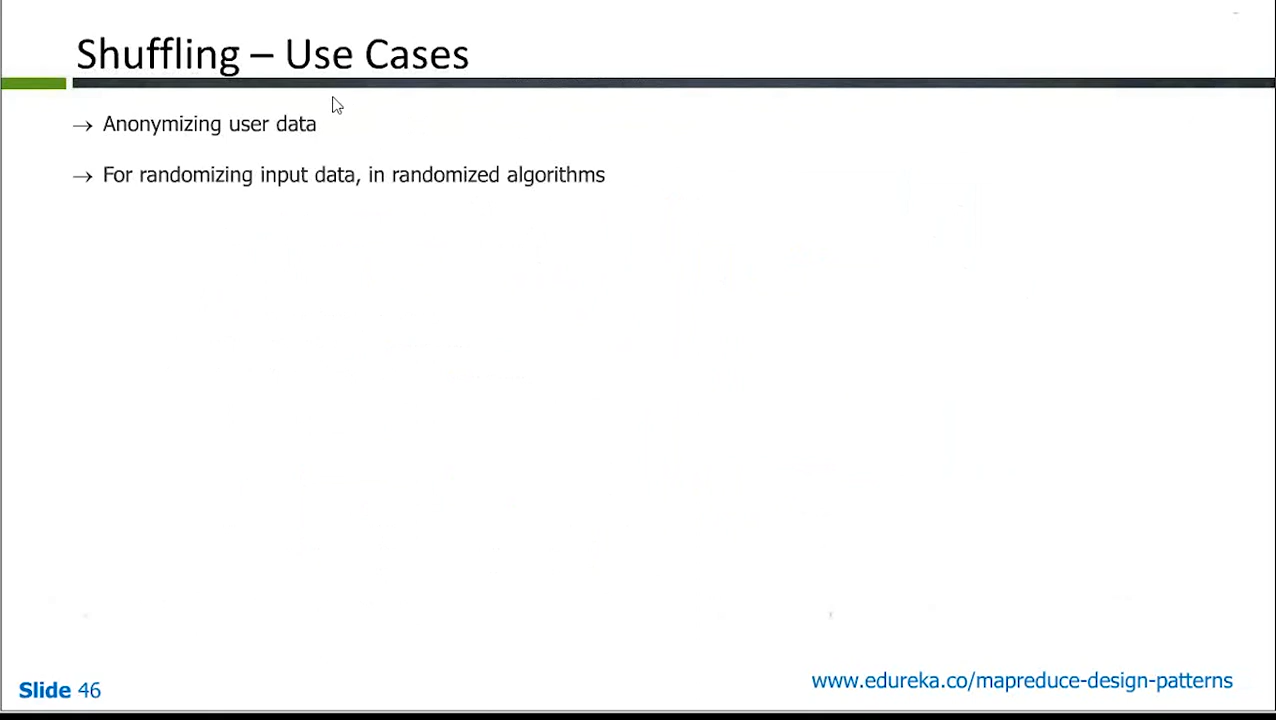 Shuffling – Use Cases
→ Anonymizing user data
→ For randomizing input data, in randomized algorithms
Slide 46
www.edureka.co/mapreduce-design-patterns